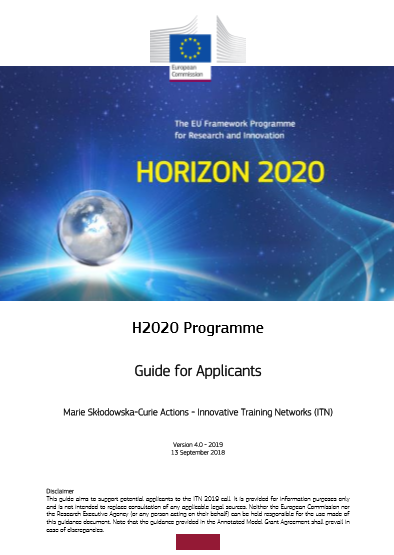 European
Commission
The EU Framework Programme
for Research and Innovation
HORIZON 2020
H2020 Programme
Guide for Applicants
Marie Skłodowska-Curie Actions - Innovative Training Networks (ITN)
Version 4.0 - 2019
13 September 2018
Disclaimer
This guide aims to support potential applicants to the ITN 2019 call. It is provided for information purposes only
and is not intended to replace consultation of any applicable legal sources. Neither the European Commission nor
the Research Executive Agency (or any person acting on their behalf) can be held responsible for the use made of
this guidance document. Note that the guidance provided in the Annotated Model Grant Agreement shall prevail in
case of discrepancies.